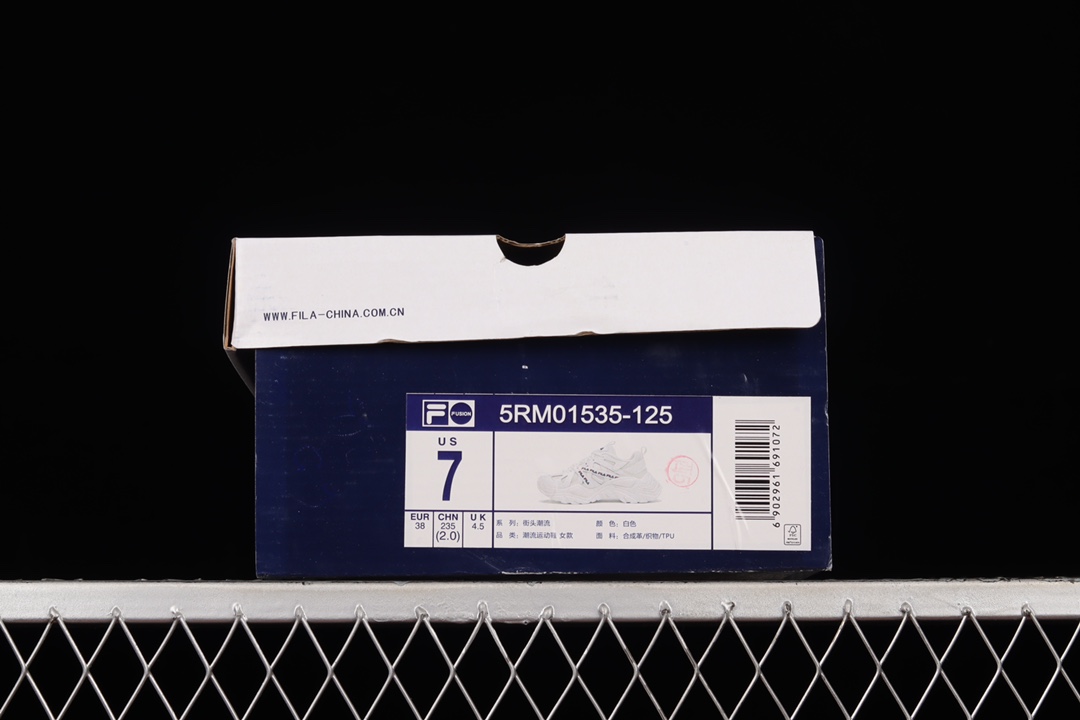 WWW.FILA-CHINA.COM.CN
F FUSION 5RM01535-125
US
7
EUR CHN UK
38 235 4.5
(2.0)
系 列：街头潮流 颜 色：白色
品 类：潮流运动鞋 女款 面 料：合成革/织物/TPU
6 902961 691072